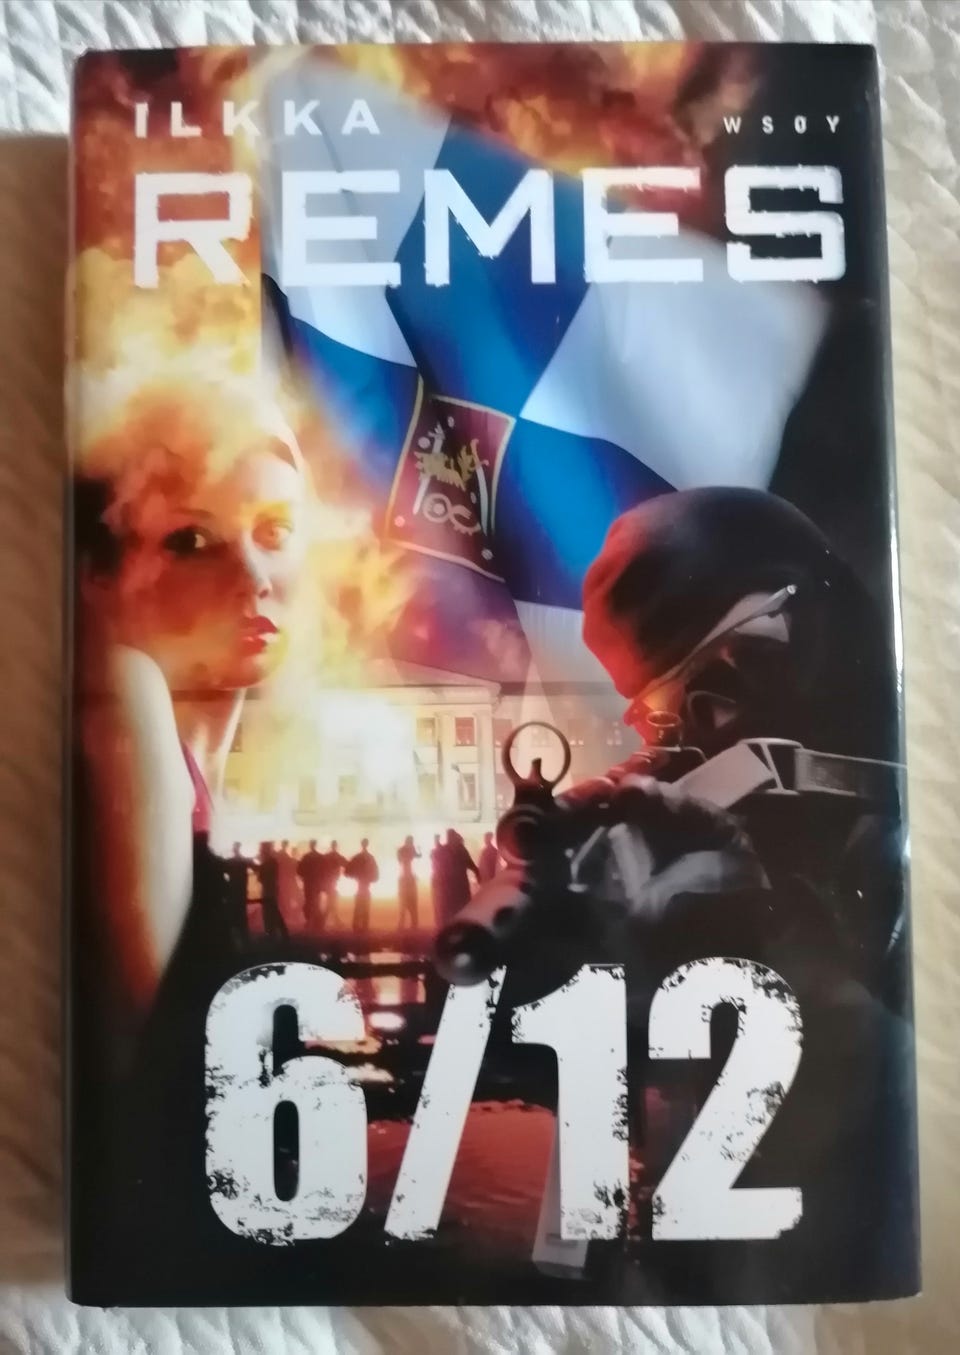 ILKKA
WSOY
REMES
6/12